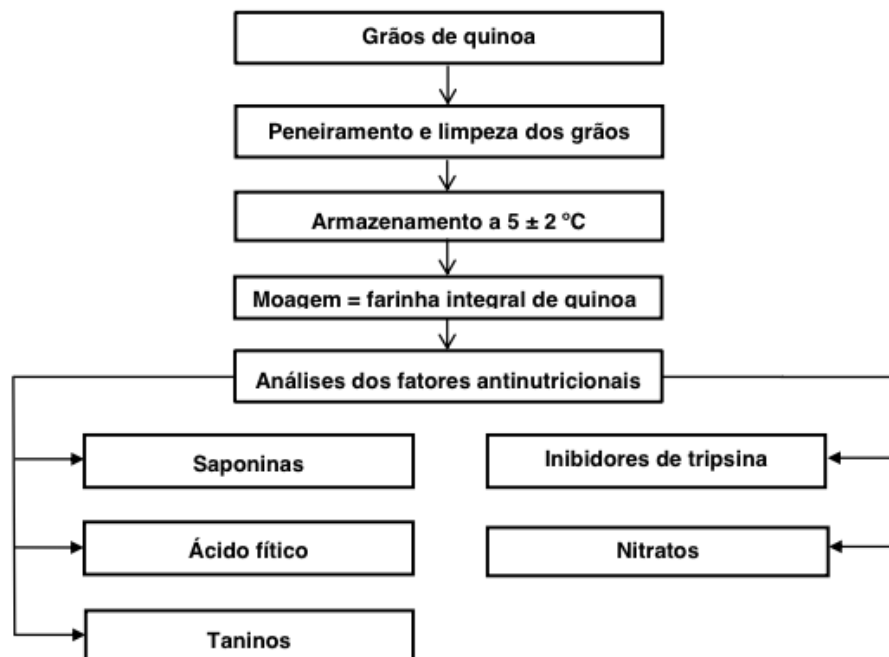 Grãos de quinoa
Peneiramento e limpeza dos grãos
Armazenamento a 5 ± 2 ºC
Moagem = farinha integral de quinoa
Análises dos fatores antinutricionais
Saponinas
Inibidores de tripsina
Ácido fítico
Nitratos
Taninos